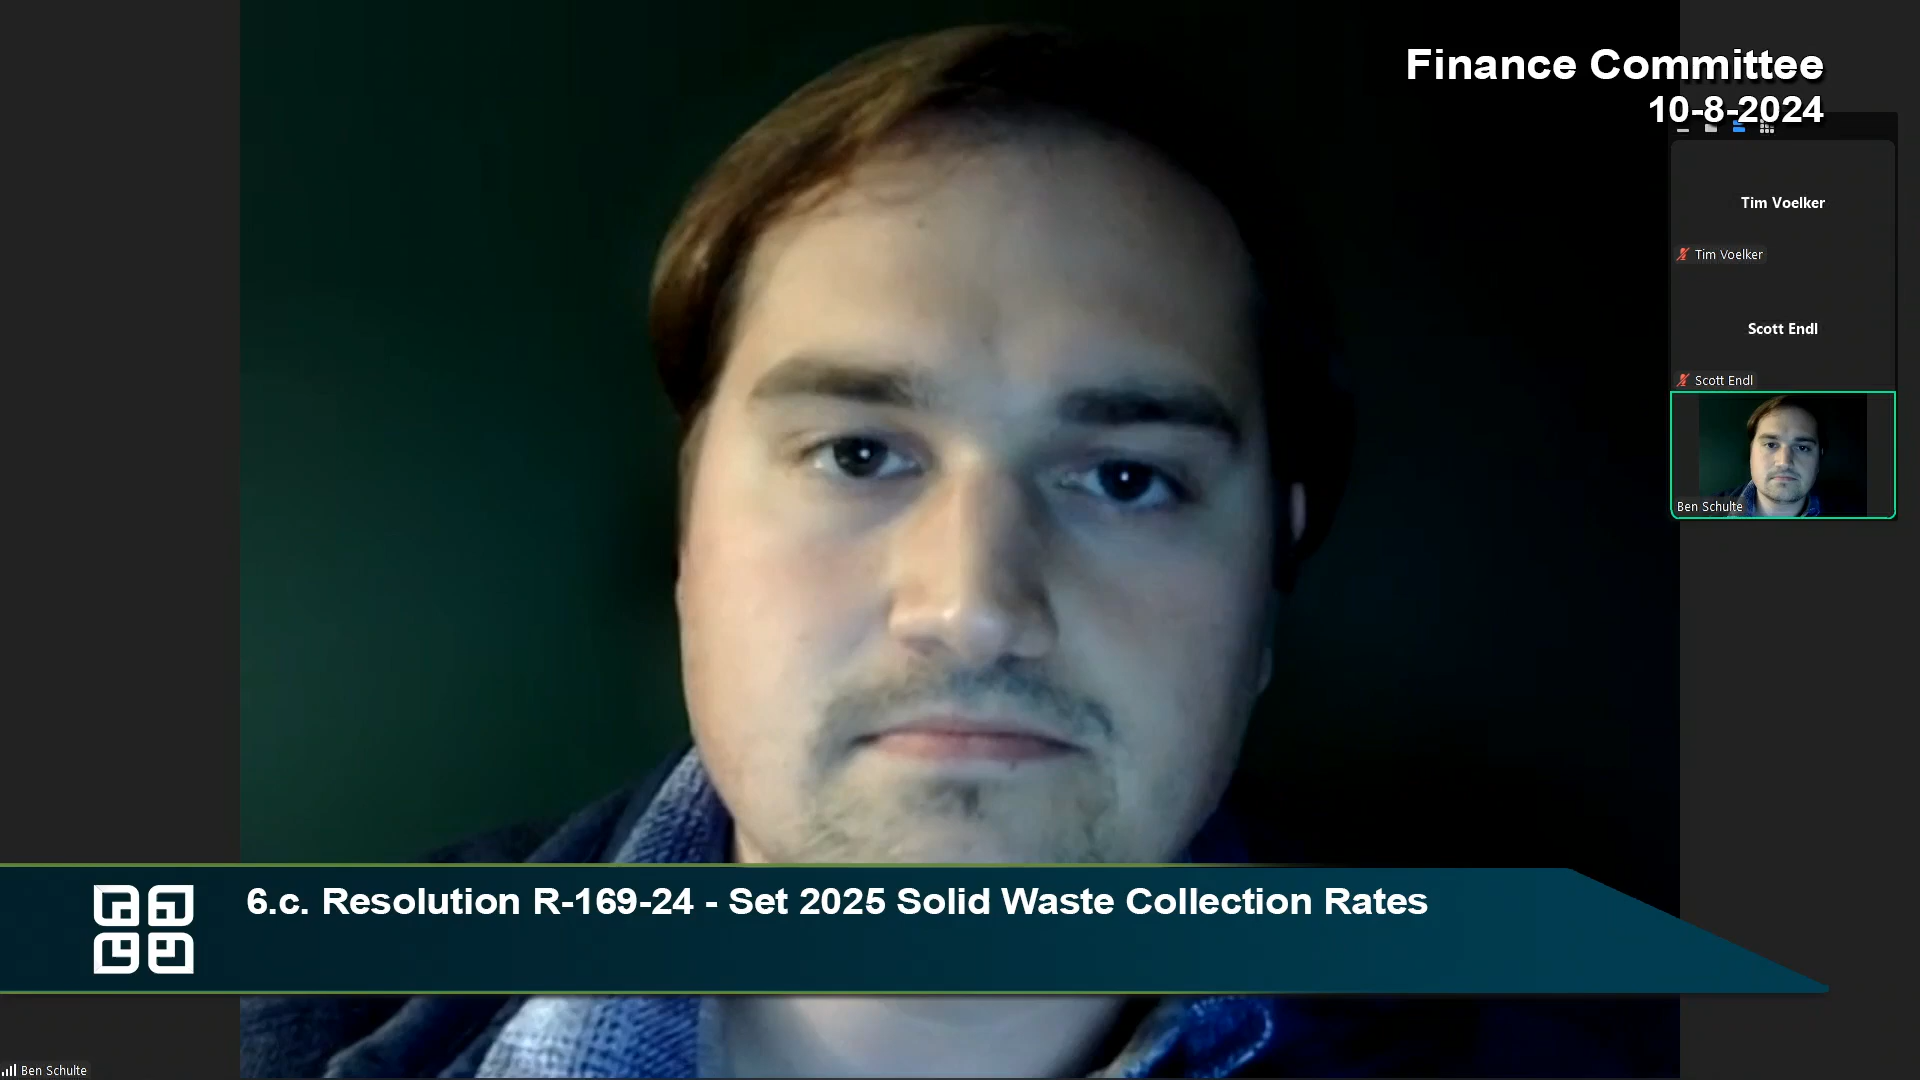 Finance Committee
10-8-2024
Tim Voelker
Tim Voelker
Scott Endl
Scott Endl
Ben Schulte
6.c. Resolution R-169-24 - Set 2025 Solid Waste Collection Rates
Ben Schulte